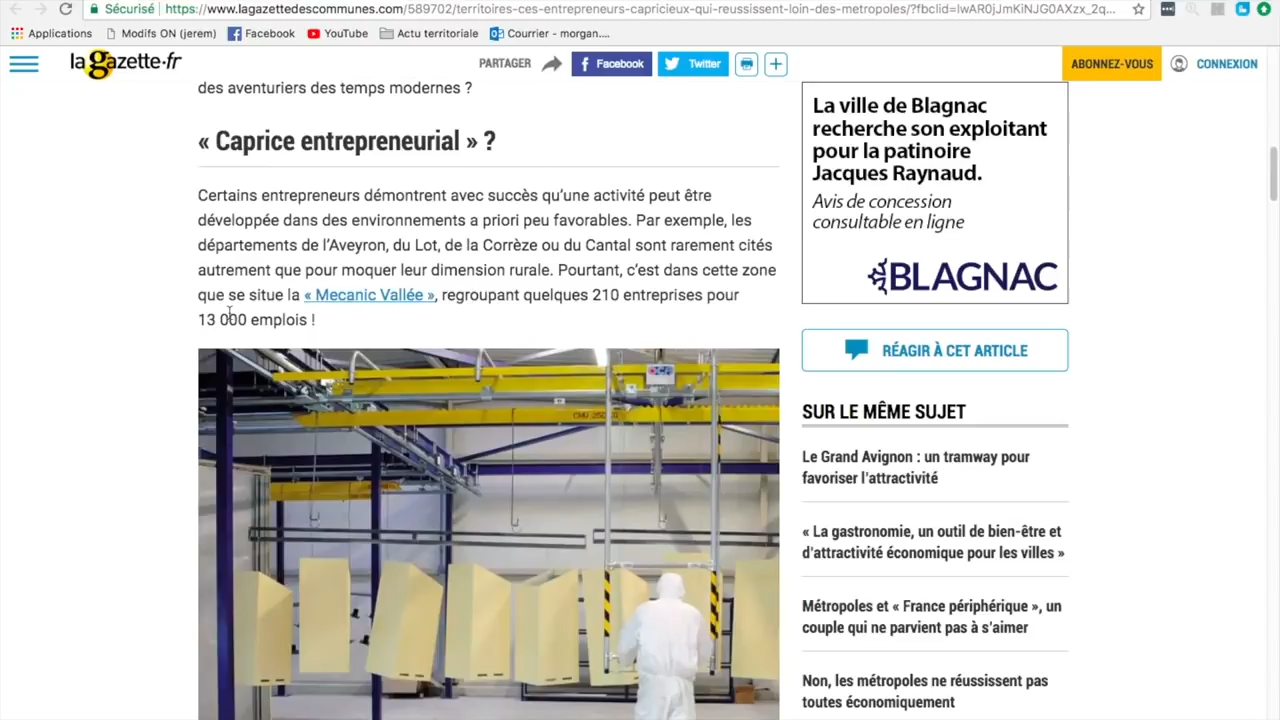 Sécurisé https://www.lagazettedescommunes.com/589702/territoires-ces-entrepreneurs-capricieux-qui-reussissent-loin-des-metropoles/?fbclid=IwAR0jJmKiNJG0AXzx_2q...
Applications Modifs ON (jerem) Facebook YouTube Actu territoriale Courrier - morgan....
la gazette.fr PARTAGER Facebook Twitter ABONNEZ-VOUS CONNEXION
des aventuriers des temps modernes ?
« Caprice entrepreneurial » ?
Certains entrepreneurs démontrent avec succès qu'une activité peut être
développée dans des environnements a priori peu favorables. Par exemple, les
départements de l'Aveyron, du Lot, de la Corrèze ou du Cantal sont rarement cités
autrement que pour moquer leur dimension rurale. Pourtant, c'est dans cette zone
que se situe la « Mecanic Vallée », regroupant quelques 210 entreprises pour
13 000 emplois !
La ville de Blagnac
recherche son exploitant
pour la patinoire
Jacques Raynaud.
Avis de concession
consultable en ligne
BLAGNAC
RÉAGIR À CET ARTICLE
SUR LE MÊME SUJET
Le Grand Avignon : un tramway pour
favoriser l'attractivité
« La gastronomie, un outil de bien-être et
d'attractivité économique pour les villes »
Métropoles et « France périphérique », un
couple qui ne parvient pas à s'aimer
Non, les métropoles ne réussissent pas
toutes économiquement